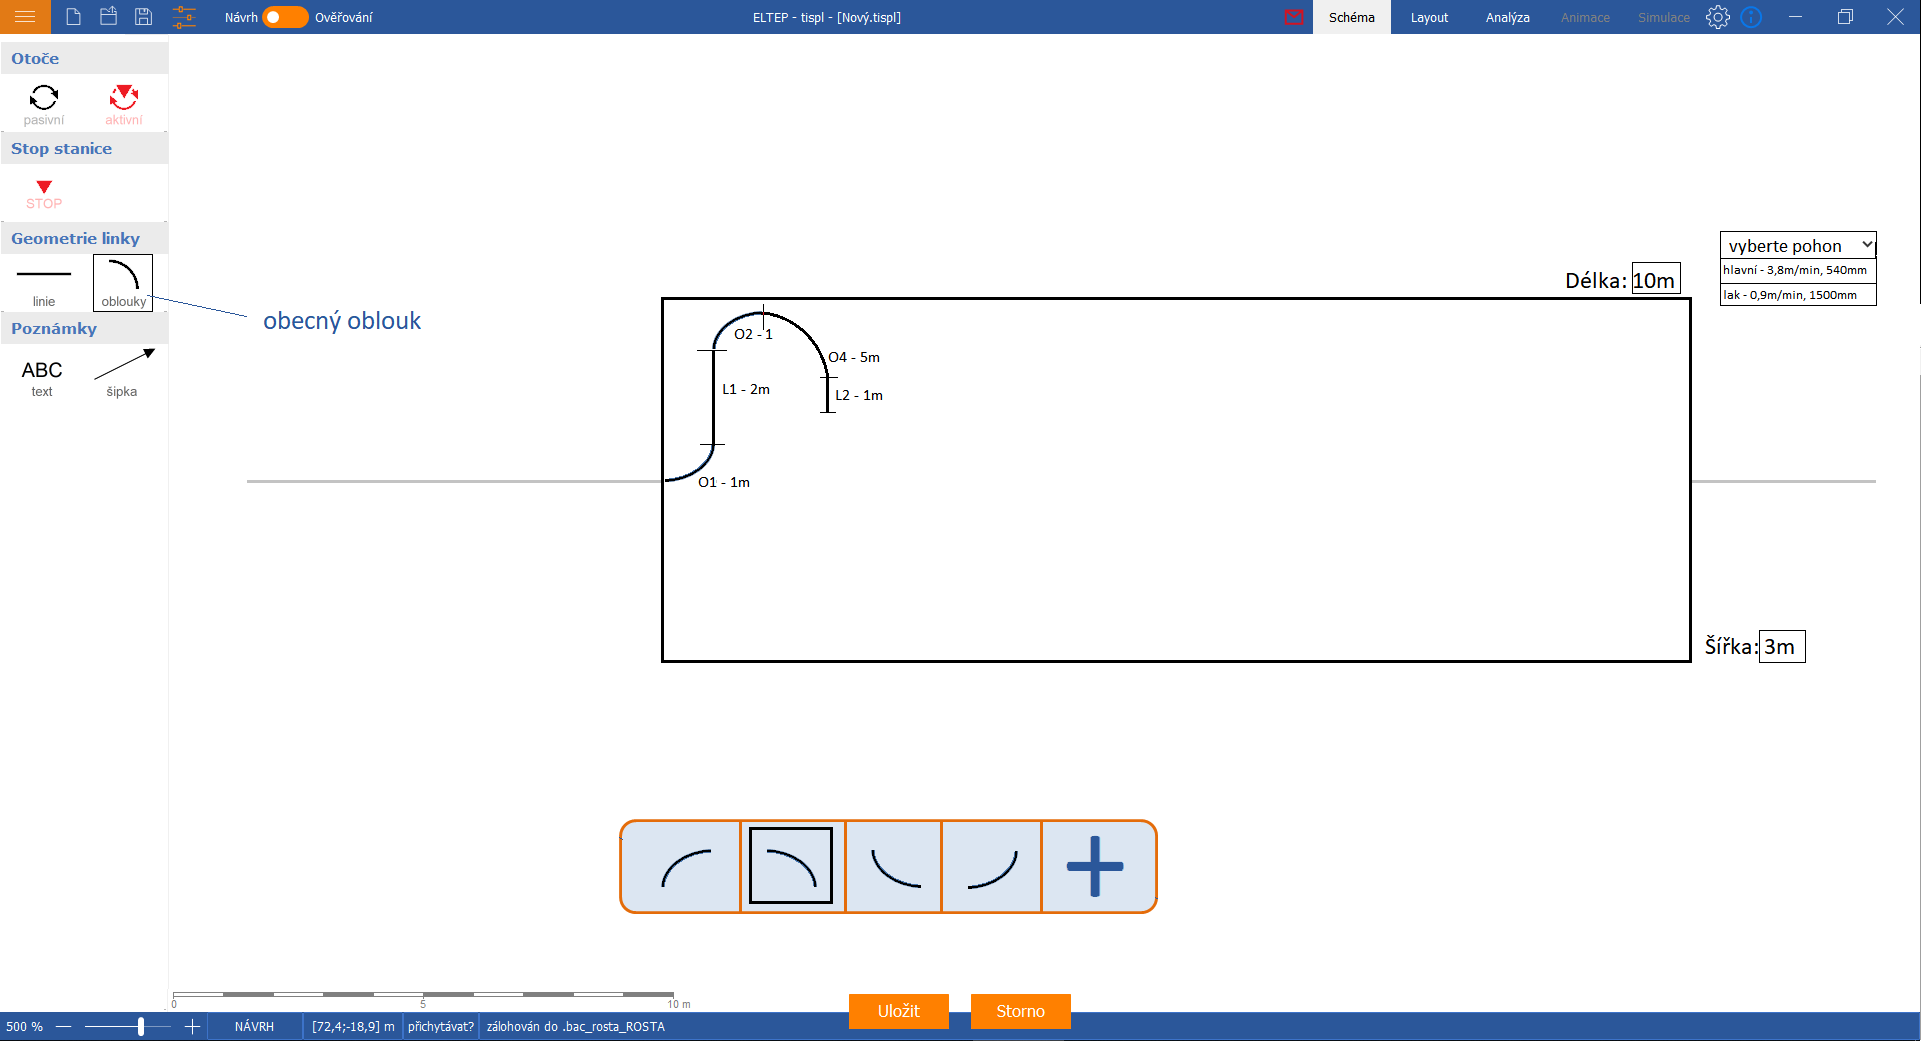 Návrh
Ověřování
ELTEP - tispl - [Nový.tispl]
Schéma
Layout
Analýza
Animace
Simulace
Otoče
pasivní
aktivní
Stop stanice
STOP
Geometrie linky
linie
oblouky
Poznámky
ABC
text
šipka
obecný oblouk
vyberte pohon
hlavní - 3,8m/min, 540mm
lak - 0,9m/min, 1500mm
Délka: 10m
O2 - 1
O4 - 5m
L1 - 2m
L2 - 1m
O1 - 1m
Šířka: 3m
0
5
10 m
Uložit
Storno
500 %
NÁVRH
[72,4;-18,9] m
přichytávat?
zálohován do .bac_rosta_ROSTA